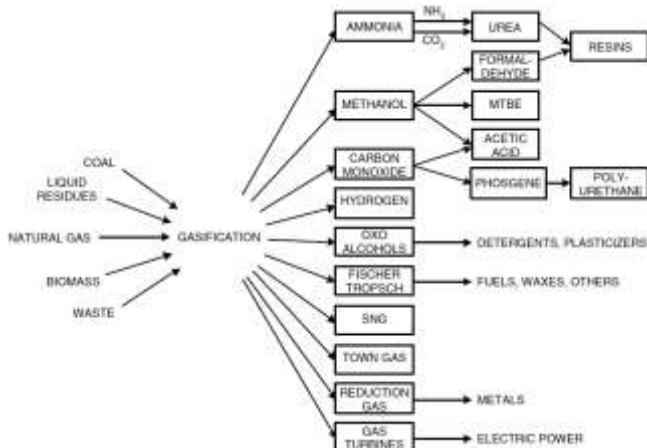 NH3
AMMONIA
CO2
UREA
RESINS
FORMAL-
DEHYDE
METHANOL
MTBE
ACETIC
ACID
CARBON
MONOXIDE
PHOSGENE
POLY-
URETHANE
COAL
LIQUID
RESIDUES
NATURAL GAS
BIOMASS
WASTE
GASIFICATION
HYDROGEN
OXO
ALCOHOLS
DETERGENTS, PLASTICIZERS
FISCHER
TROPSCH
FUELS, WAXES, OTHERS
SNG
TOWN GAS
REDUCTION
GAS
METALS
GAS
TURBINES
ELECTRIC POWER